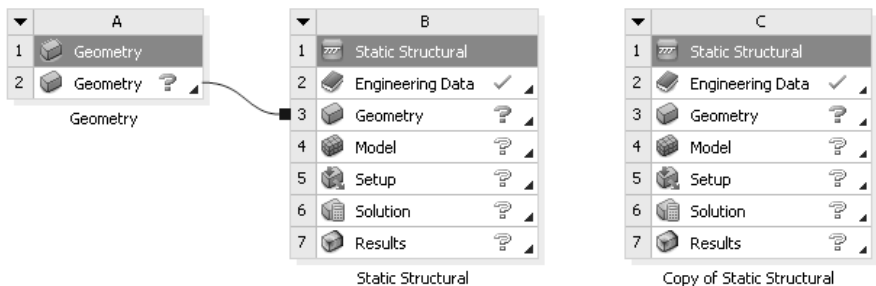 A
1 Geometry
2 Geometry ?
Geometry
B
1 Static Structural
2 Engineering Data ✓
3 Geometry ?
4 Model ?
5 Setup ?
6 Solution ?
7 Results ?
Static Structural
C
1 Static Structural
2 Engineering Data ✓
3 Geometry ?
4 Model ?
5 Setup ?
6 Solution ?
7 Results ?
Copy of Static Structural